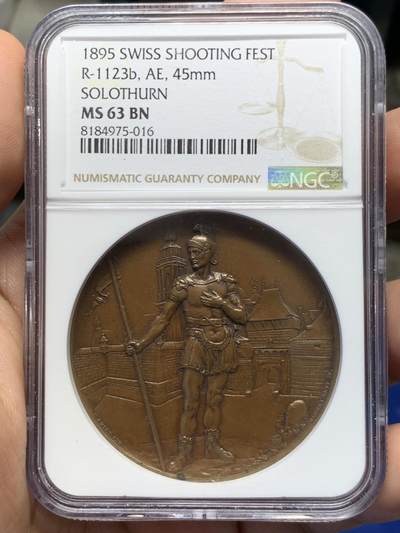 1895 SWISS SHOOTING FEST
R-1123b, AE, 45mm
SOLOTHURN
MS 63 BN
8184975-016
NUMISMATIC GUARANTY COMPANY
NGC